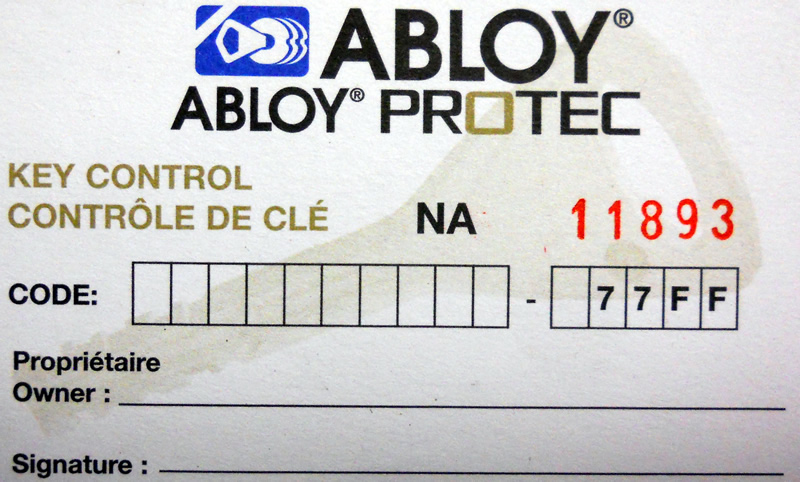 ABLOY®
ABLOY® PROTEC
KEY CONTROL
CONTRÔLE DE CLÉ
NA 11893
CODE: - 77FF
Propriétaire
Owner :
Signature :